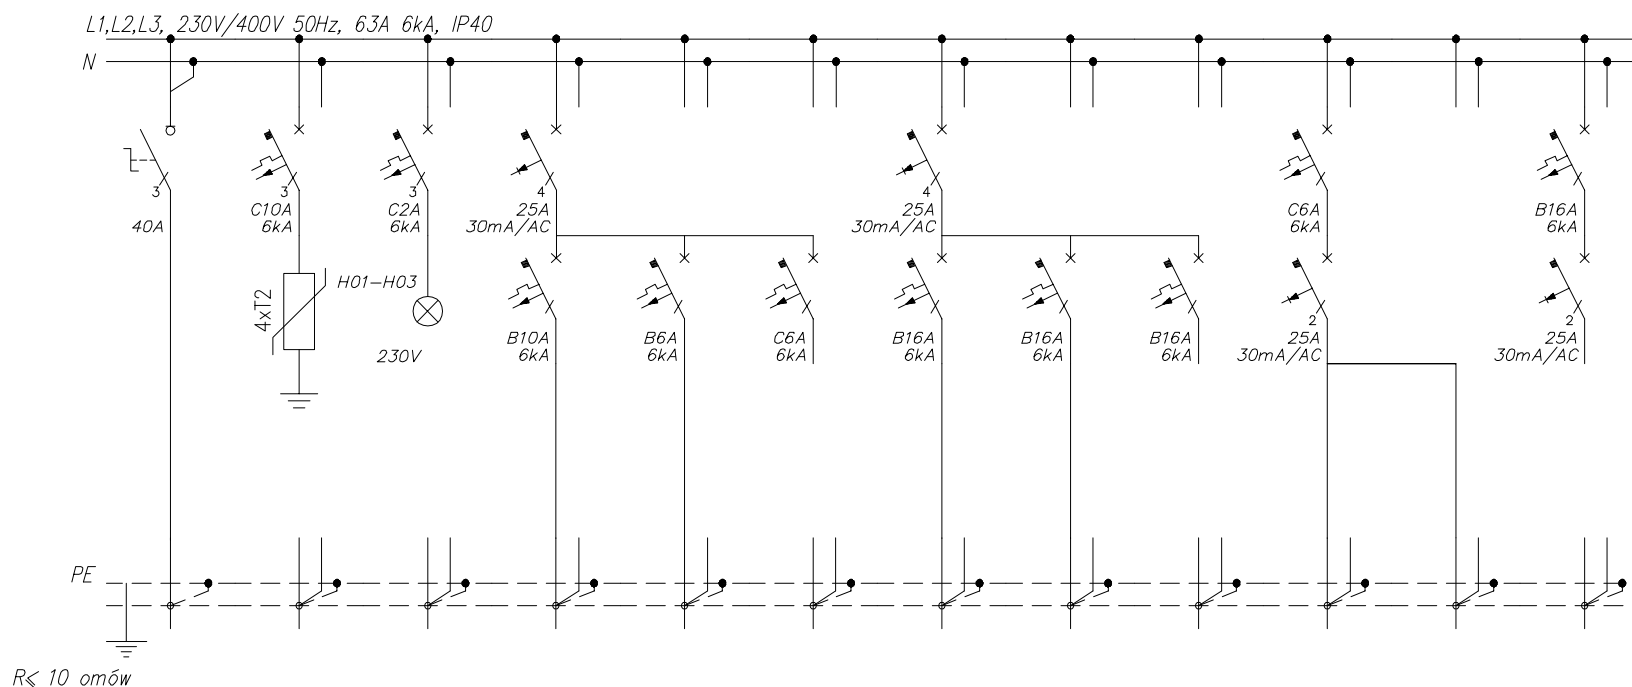 L1,L2,L3, 230V/400V 50Hz, 63A 6kA, IP40
N
3
40A
3
C10A
6kA
3
C2A
6kA
4
25A
30mA/AC
4
25A
30mA/AC
C6A
6kA
B16A
6kA
4xT2
H01-H03
230V
B10A
6kA
B6A
6kA
C6A
6kA
B16A
6kA
B16A
6kA
B16A
6kA
2
25A
30mA/AC
2
25A
30mA/AC
PE
R≤ 10 omów